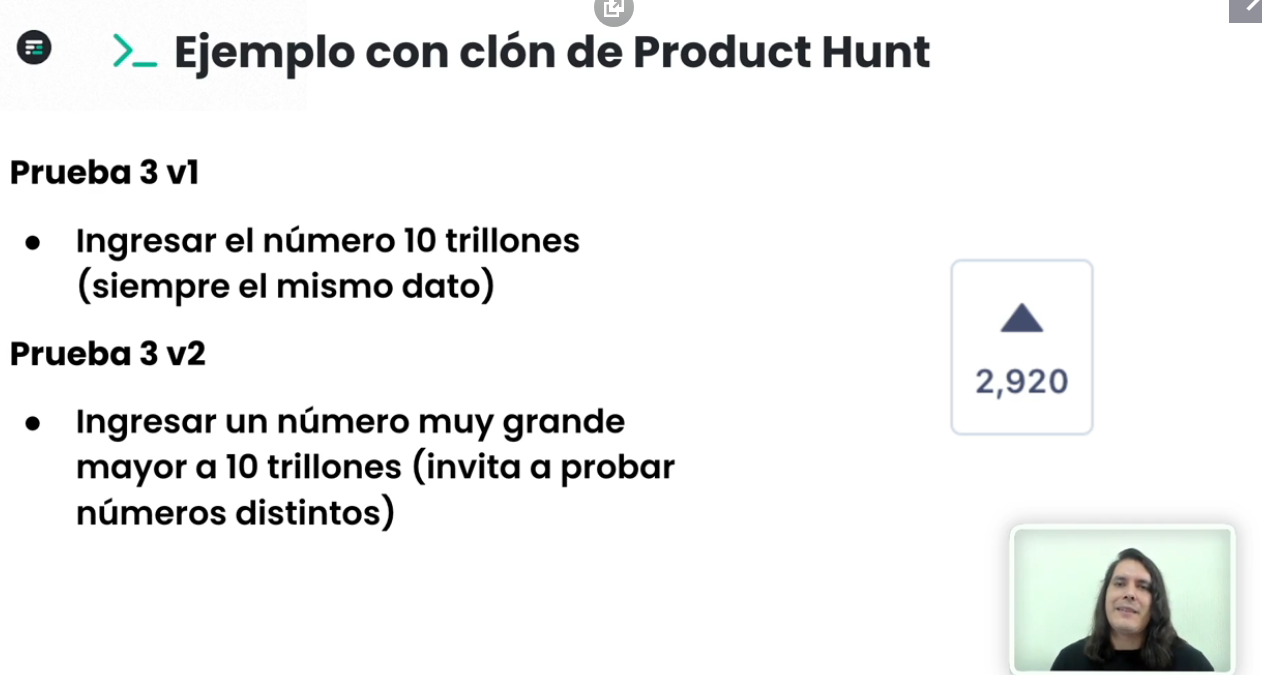 Ejemplo con clón de Product Hunt
Prueba 3 v1
● Ingresar el número 10 trillones
(siempre el mismo dato)
Prueba 3 v2
● Ingresar un número muy grande
mayor a 10 trillones (invita a probar
números distintos)
2,920